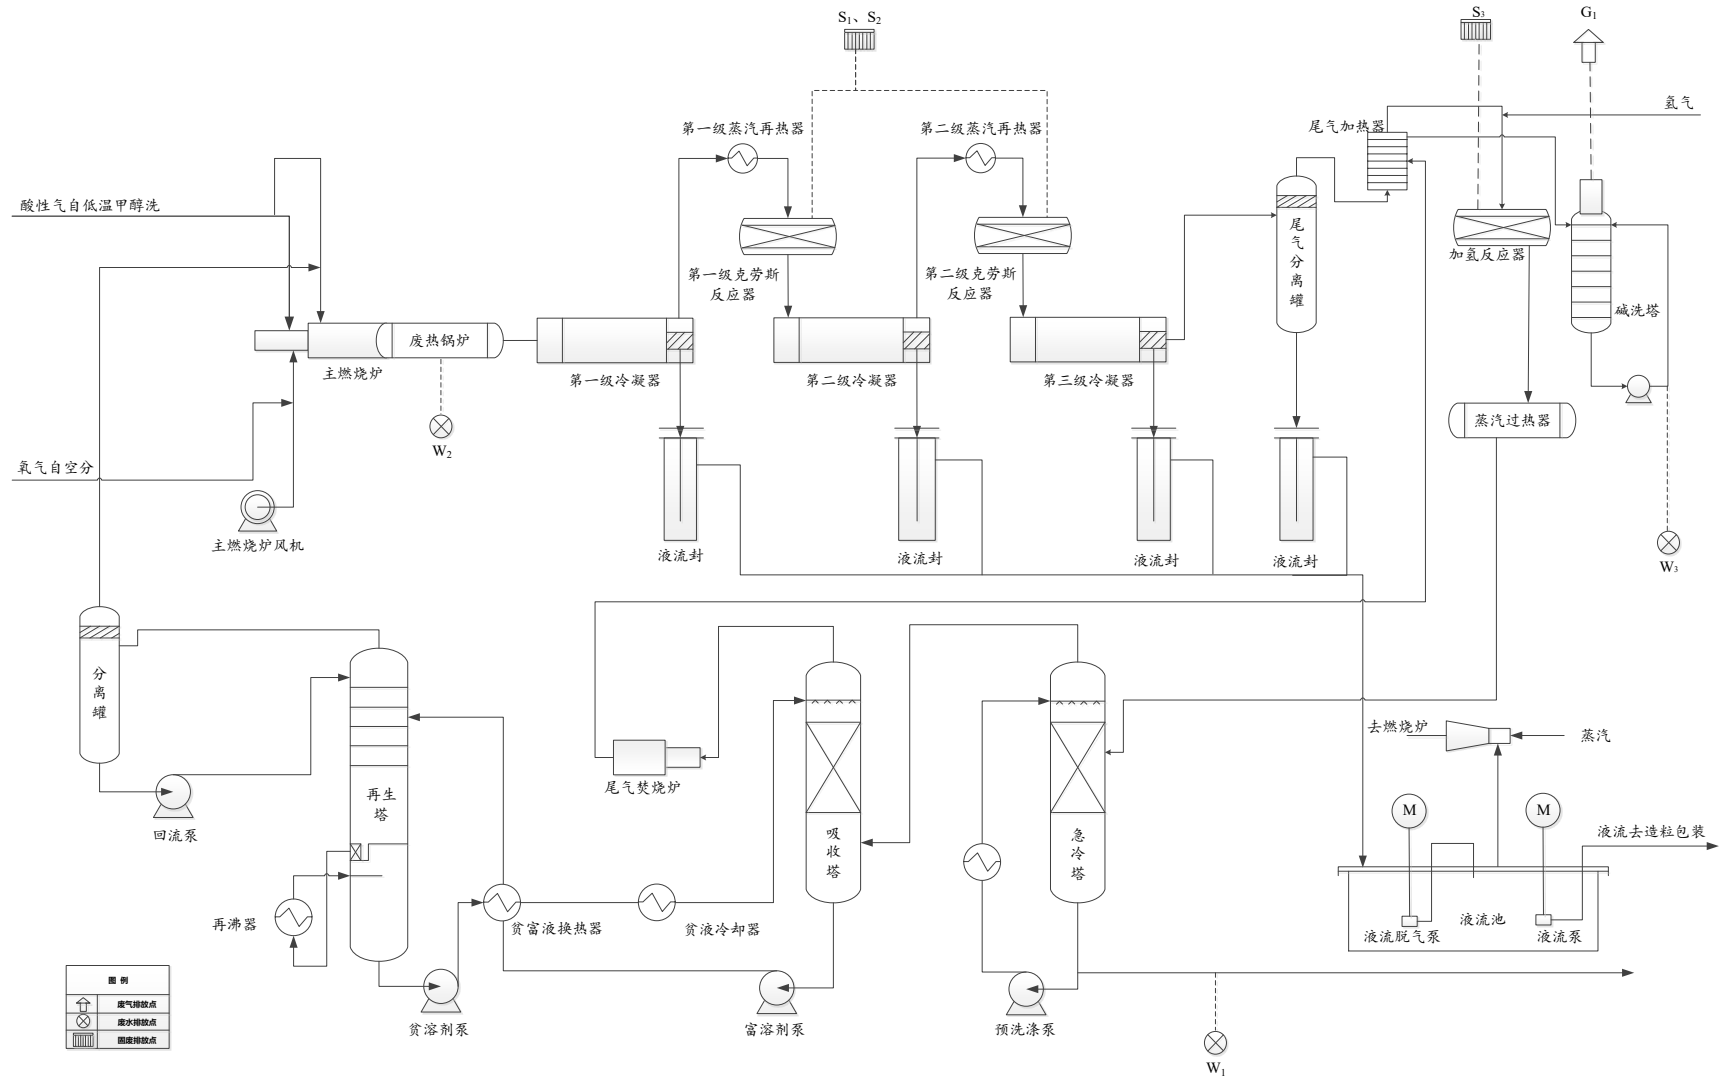 S1、S2
S3
G1
氢气
第一级蒸汽再热器
第二级蒸汽再热器
尾气加热器
酸性气自低温甲醇洗
尾气分离罐
加氢反应器
第一级克劳斯
反应器
第二级克劳斯
反应器
碱洗塔
废热锅炉
主燃烧炉
第一级冷凝器
第二级冷凝器
第三级冷凝器
蒸汽过热器
W2
氧气自空分
主燃烧炉风机
液流封
液流封
液流封
液流封
W3
分离罐
去燃烧炉
蒸汽
尾气焚烧炉
再生塔
回流泵
吸收塔
急冷塔
M
M
液流去造粒包装
再沸器
贫富液换热器
贫液冷却器
液流池
液流脱气泵
液流泵
贫溶剂泵
富溶剂泵
预洗涤泵
W1
图 例
废气排放点
废水排放点
固废排放点